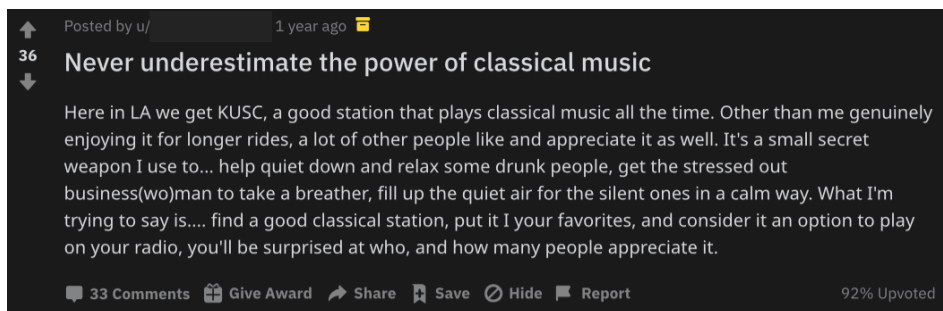 Posted by u/ 1 year ago
36
Never underestimate the power of classical music
Here in LA we get KUSC, a good station that plays classical music all the time. Other than me genuinely
enjoying it for longer rides, a lot of other people like and appreciate it as well. It's a small secret
weapon I use to... help quiet down and relax some drunk people, get the stressed out
business(wo)man to take a breather, fill up the quiet air for the silent ones in a calm way. What I'm
trying to say is.... find a good classical station, put it I your favorites, and consider it an option to play
on your radio, you'll be surprised at who, and how many people appreciate it.
33 Comments Give Award Share Save Hide Report 92% Upvoted